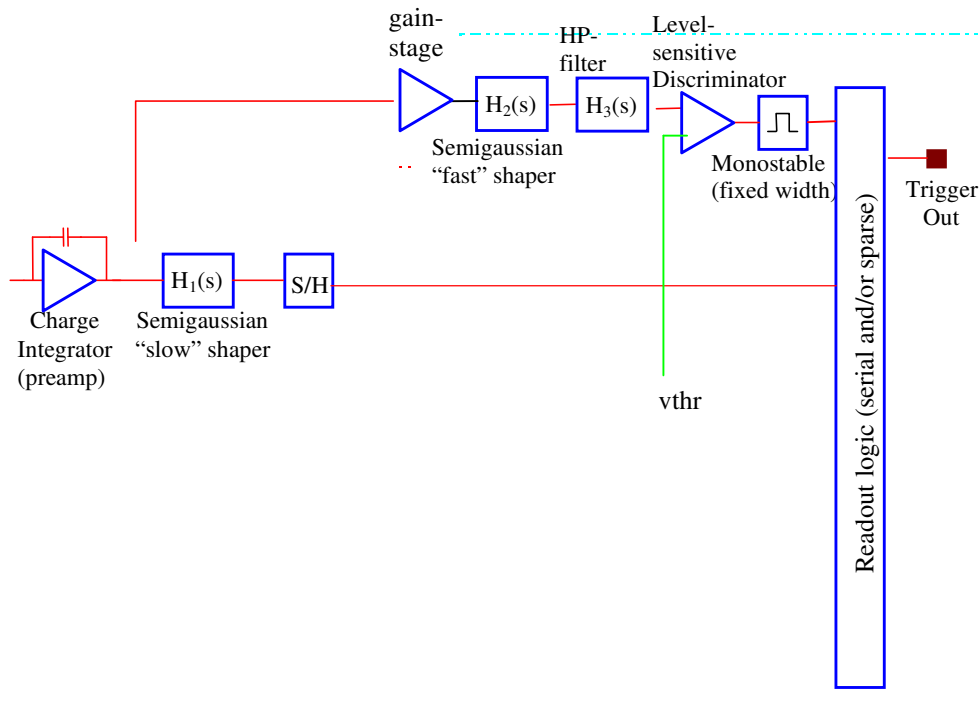 gain-
stage
HP-
filter
Level-
sensitive
Discriminator
H2(s)
H3(s)
Semigaussian
“fast” shaper
Monostable
(fixed width)
Trigger
Out
H1(s)
S/H
Charge
Integrator
(preamp)
Semigaussian
“slow” shaper
vthr
Readout logic (serial and/or sparse)